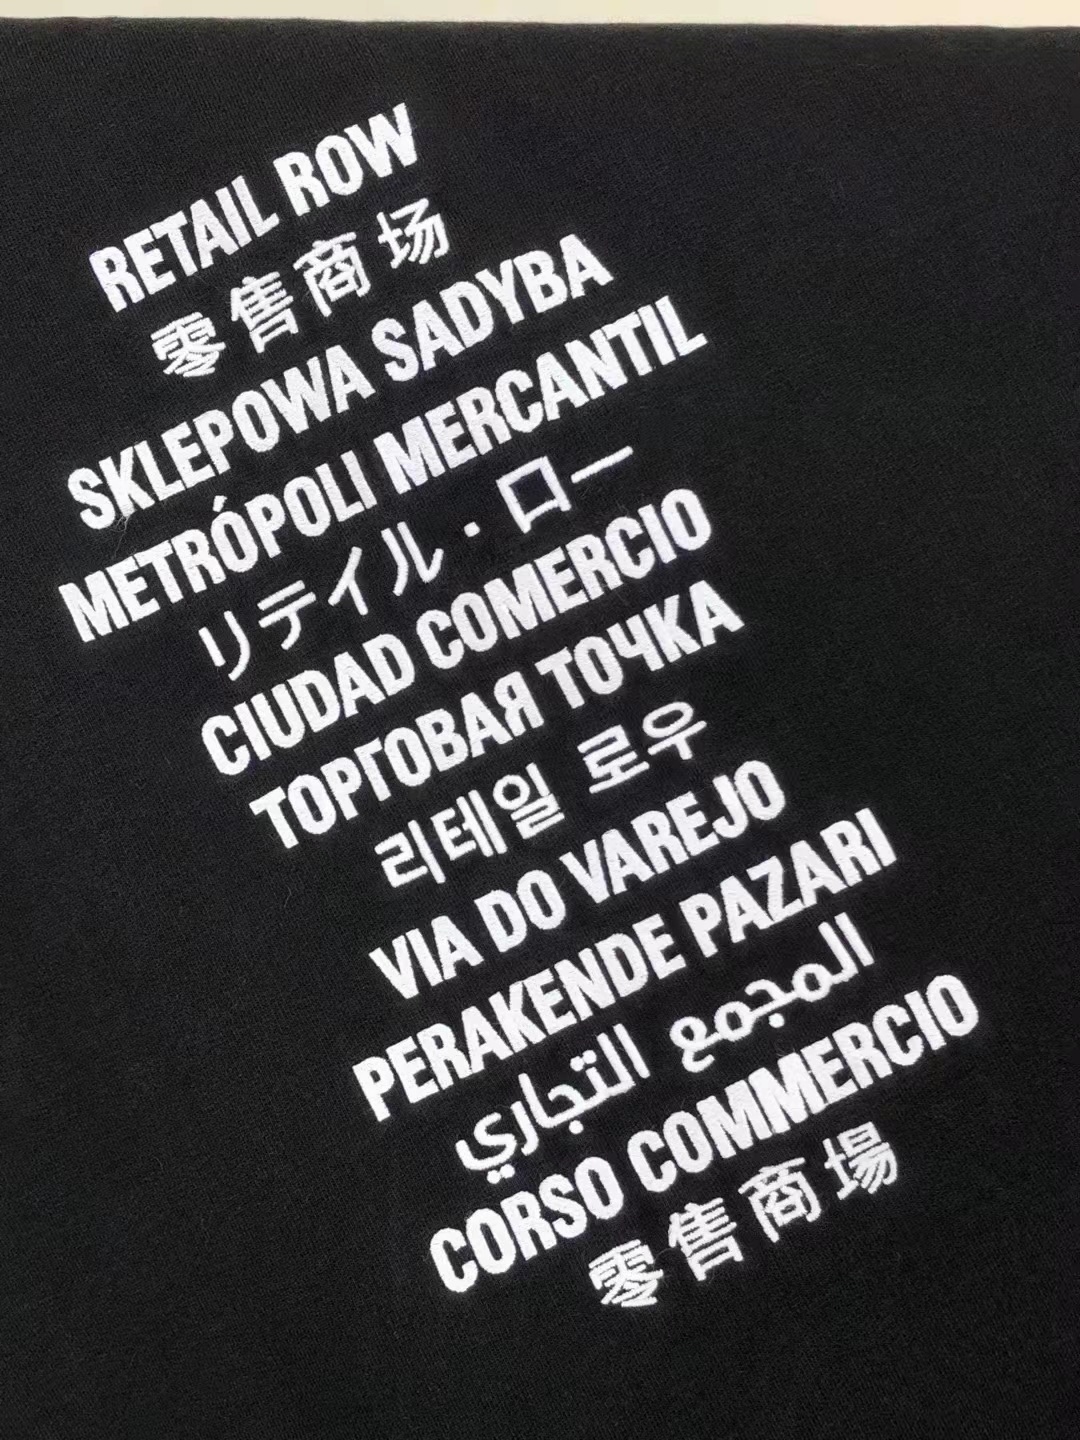 RETAIL ROW
零售商场
SKLEPOWA SADYBA
METRÓPOLI MERCANTIL
リテイル・ロー
CIUDAD COMERCIO
ТОРГОВАЯ ТОЧКА
리테일 로우
VIA DO VAREJO
PERAKENDE PAZARI
المجمع التجاري
CORSO COMMERCIO
零售商場